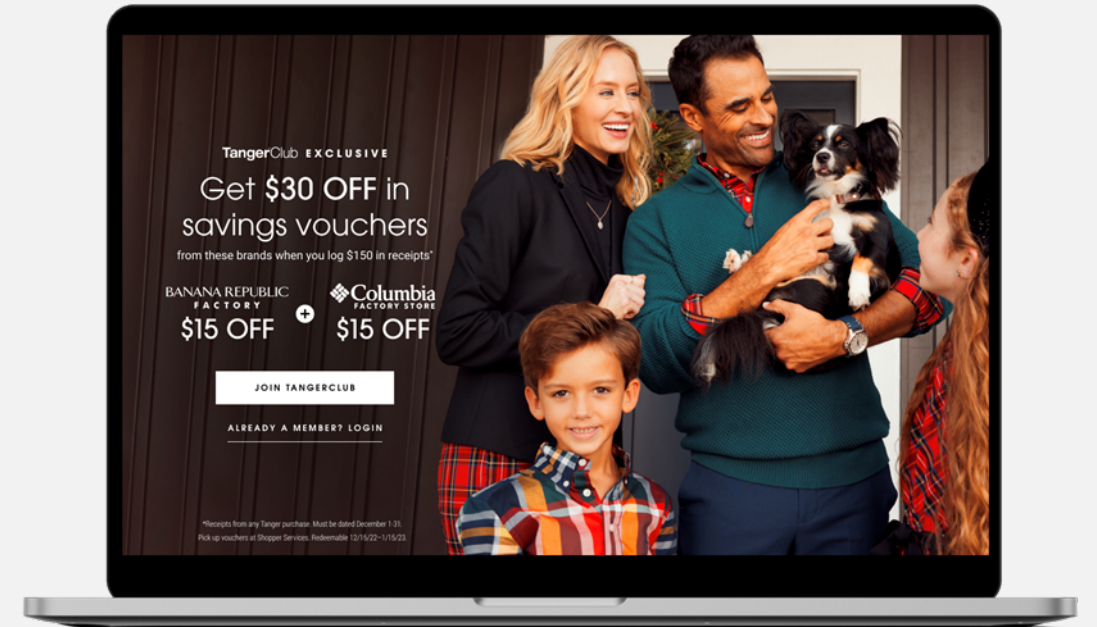 TangerClub EXCLUSIVE
Get $30 OFF in
savings vouchers
from these brands when you log $150 in receipts*
BANANA REPUBLIC
FACTORY
$15 OFF
+
Columbia
FACTORY STORE
$15 OFF
JOIN TANGERCLUB
ALREADY A MEMBER? LOGIN
*Receipts from any Tanger purchase. Must be dated December 1-31.
Pick up vouchers at Shopper Services. Redeemable 12/15/22–1/15/23.